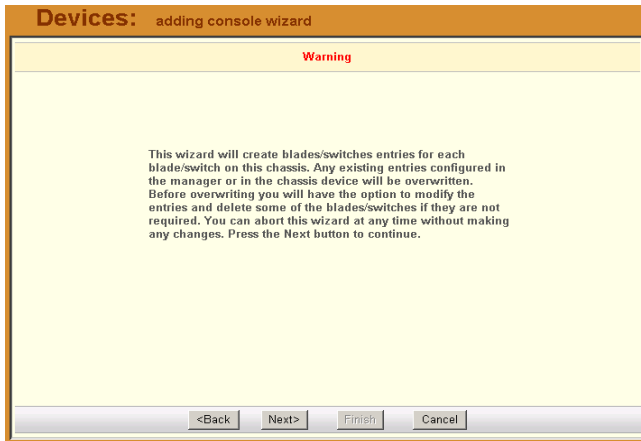 Devices: adding console wizard
Warning
This wizard will create blades/switches entries for each
blade/switch on this chassis. Any existing entries configured in
the manager or in the chassis device will be overwritten.
Before overwriting you will have the option to modify the
entries and delete some of the blades/switches if they are not
required. You can abort this wizard at any time without making
any changes. Press the Next button to continue.
<Back Next> Finish Cancel